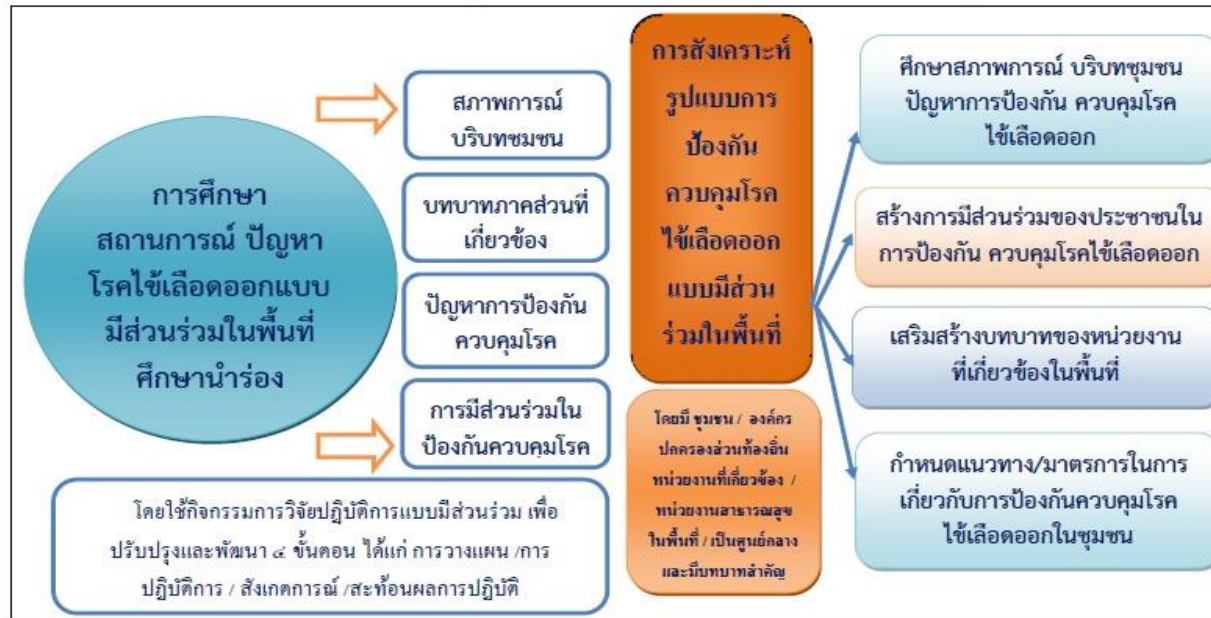 การศึกษา
สถานการณ์ ปัญหา
โรคไข้เลือดออกแบบ
มีส่วนร่วมในพื้นที่
ศึกษานำร่อง
สภาพการณ์
บริบทชมชน
บทบาทภาคส่วนที่
เกี่ยวข้อง
ปัญหาการป้องกัน
ควบคุมโรค
การมีส่วนร่วมใน
ป้องกันควบคุมโรค
โดยใช้กิจกรรมการวิจัยปฏิบัติการแบบมีส่วนร่วม เพื่อ
ปรับปรุงและพัฒนา ๔ ขั้นตอน ได้แก่ การวางแผน /การ
ปฏิบัติการ / สังเกตการณ์ /สะท้อนผลการปฏิบัติ
การสังเคราะห์
รูปแบบการ
ป้องกัน
ควบคุมโรค
ไข้เลือดออก
แบบมีส่วน
ร่วมในพื้นที่
โดยมี ชุมชน / องค์กร
ปกครองส่วนท้องถิ่น
หน่วยงานที่เกี่ยวข้อง /
หน่วยงานสาธารณสุข
ในพื้นที่ / เป็นศูนย์กลาง
และมีบทบาทสำคัญ
ศึกษาสภาพการณ์ บริบทชุมชน
ปัญหาการป้องกัน ควบคุมโรค
ไข้เลือดออก
สร้างการมีส่วนร่วมของประชาชนใน
การป้องกัน ควบคุมโรคไข้เลือดออก
เสริมสร้างบทบาทของหน่วยงาน
ที่เกี่ยวข้องในพื้นที่
กำหนดแนวทาง/มาตรการในการ
เกี่ยวกับการป้องกันควบคุมโรค
ไข้เลือดออกในชุมชน